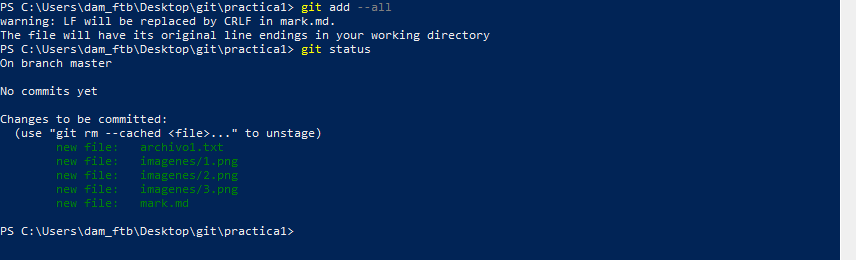 PS C:\Users\dam_ftb\Desktop\git\practica1> git add --all
warning: LF will be replaced by CRLF in mark.md.
The file will have its original line endings in your working directory
PS C:\Users\dam_ftb\Desktop\git\practica1> git status
On branch master
No commits yet
Changes to be committed:
  (use "git rm --cached <file>..." to unstage)
        new file:   archivo1.txt
        new file:   imagenes/1.png
        new file:   imagenes/2.png
        new file:   imagenes/3.png
        new file:   mark.md
PS C:\Users\dam_ftb\Desktop\git\practica1>